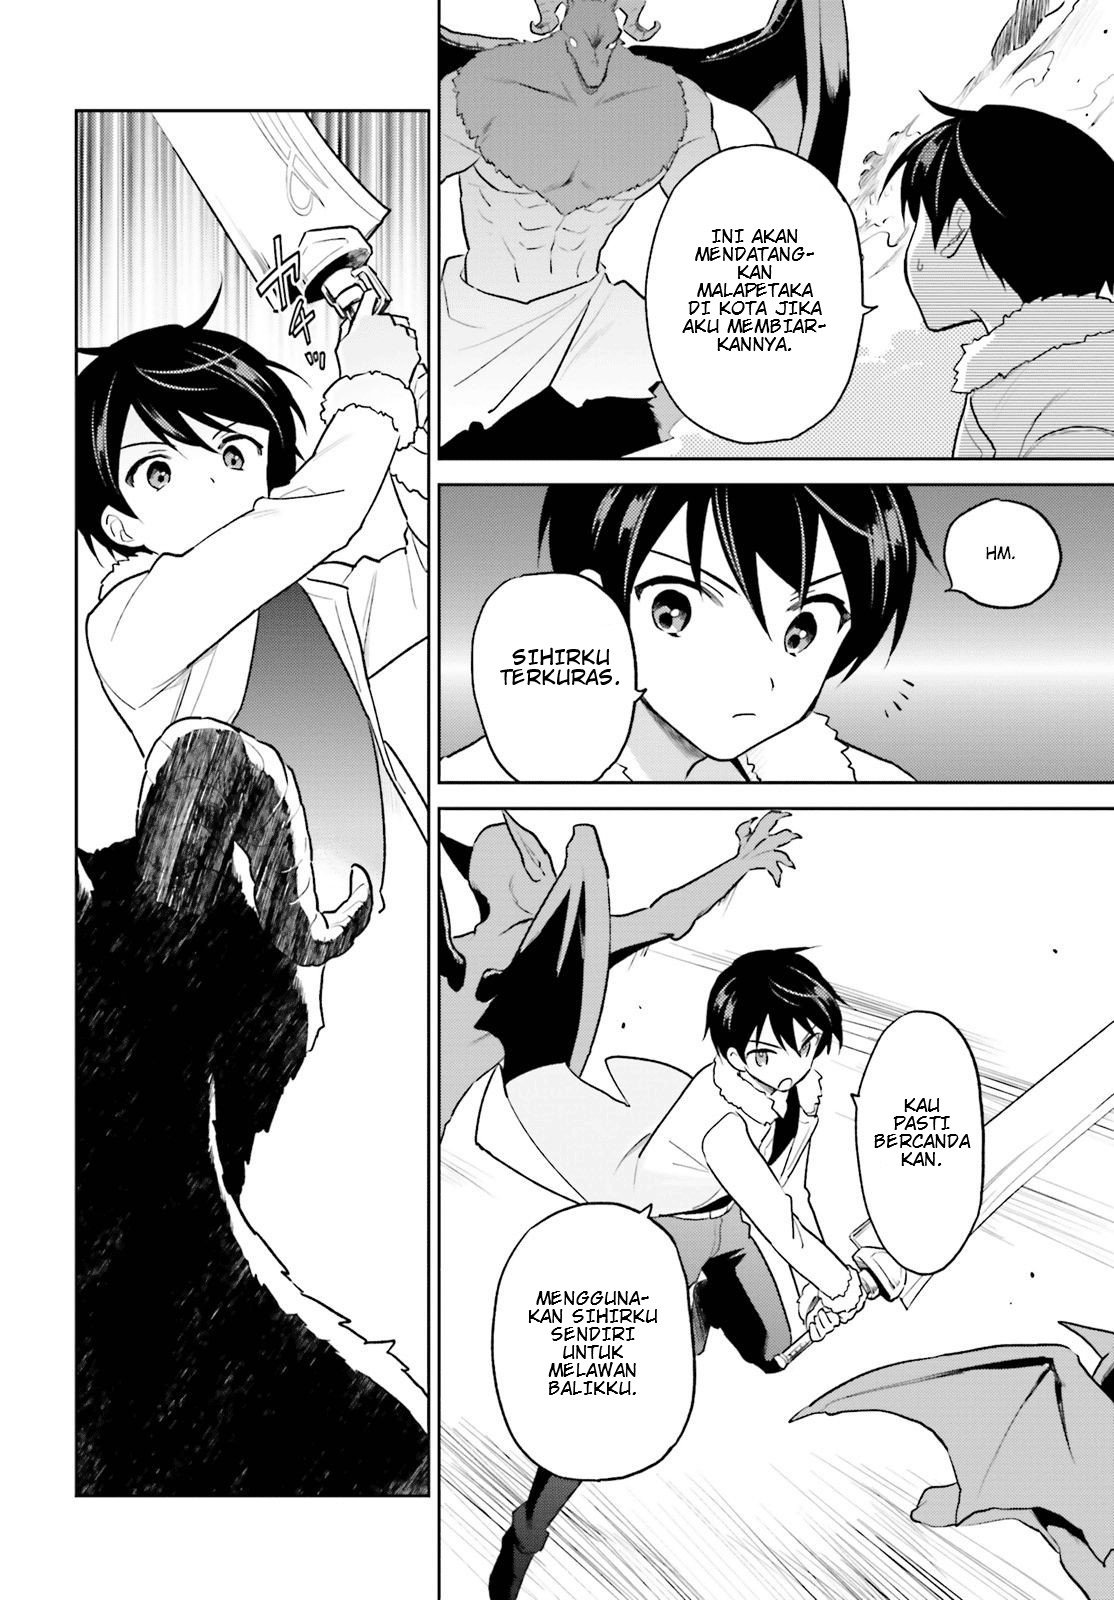 INI AKAN
MENDATANG-
KAN
MALAPETAKA
DI KOTA JIKA
AKU MEMBIAR-
KANNYA.
HM.
SIHIRKU
TERKURAS.
KAU
PASTI
BERCANDA
KAN.
MENGGUNA-
KAN SIHIRKU
SENDIRI
UNTUK
MELAWAN
BALIKKU.